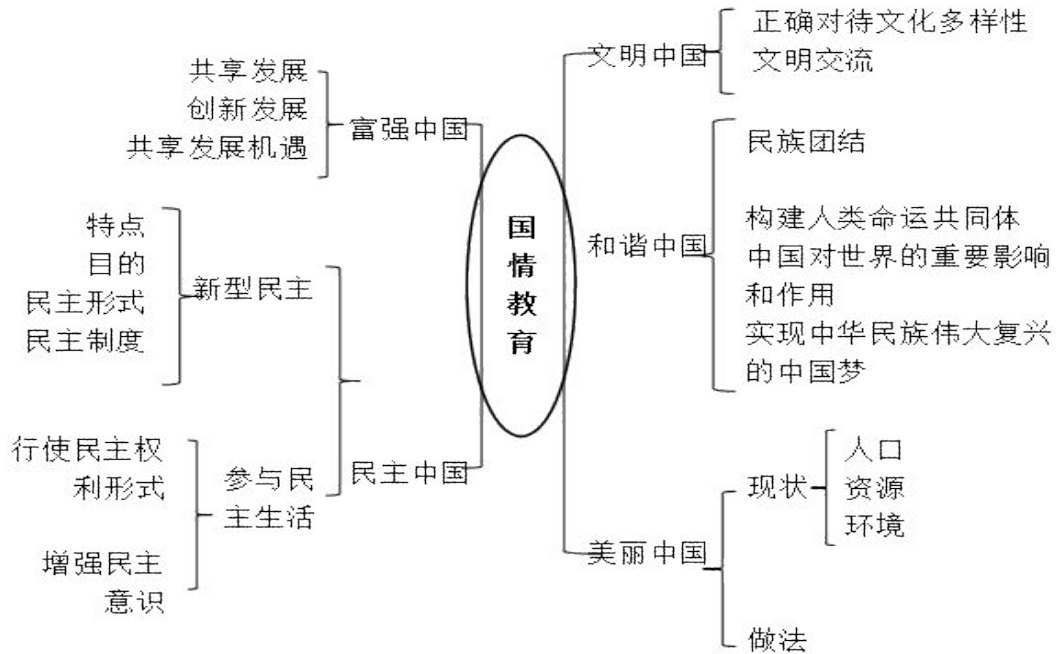 国情教育
富强中国
共享发展
创新发展
共享发展机遇
民主中国
新型民主
特点
目的
民主形式
民主制度
参与民
主生活
行使民主权
利形式
增强民主
意识
文明中国
正确对待文化多样性
文明交流
和谐中国
民族团结
构建人类命运共同体
中国对世界的重要影响
和作用
实现中华民族伟大复兴
的中国梦
美丽中国
现状
人口
资源
环境
做法